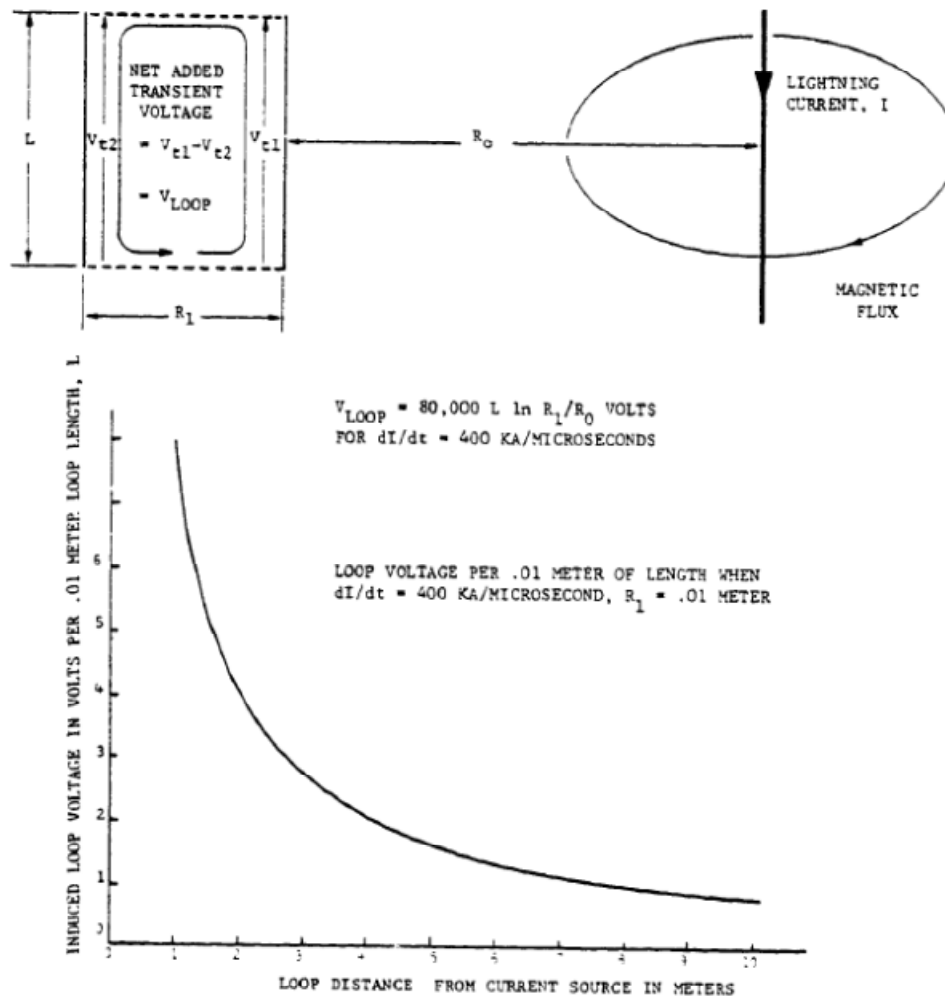 NET ADDED
TRANSIENT
VOLTAGE
= Vt1-Vt2
= VLOOP
L
Vt2
Vt1
R1
Ro
LIGHTNING
CURRENT, I
MAGNETIC
FLUX
VLOOP = 80,000 L ln R1/R0 VOLTS
FOR dI/dt = 400 KA/MICROSECONDS
LOOP VOLTAGE PER .01 METER OF LENGTH WHEN
dI/dt = 400 KA/MICROSECOND, R1 = .01 METER
INDUCED LOOP VOLTAGE IN VOLTS PER .01 METER LOOP LENGTH, L
6
5
4
3
2
1
0
1 2 3 4 5 6 7 8 9 10
LOOP DISTANCE FROM CURRENT SOURCE IN METERS